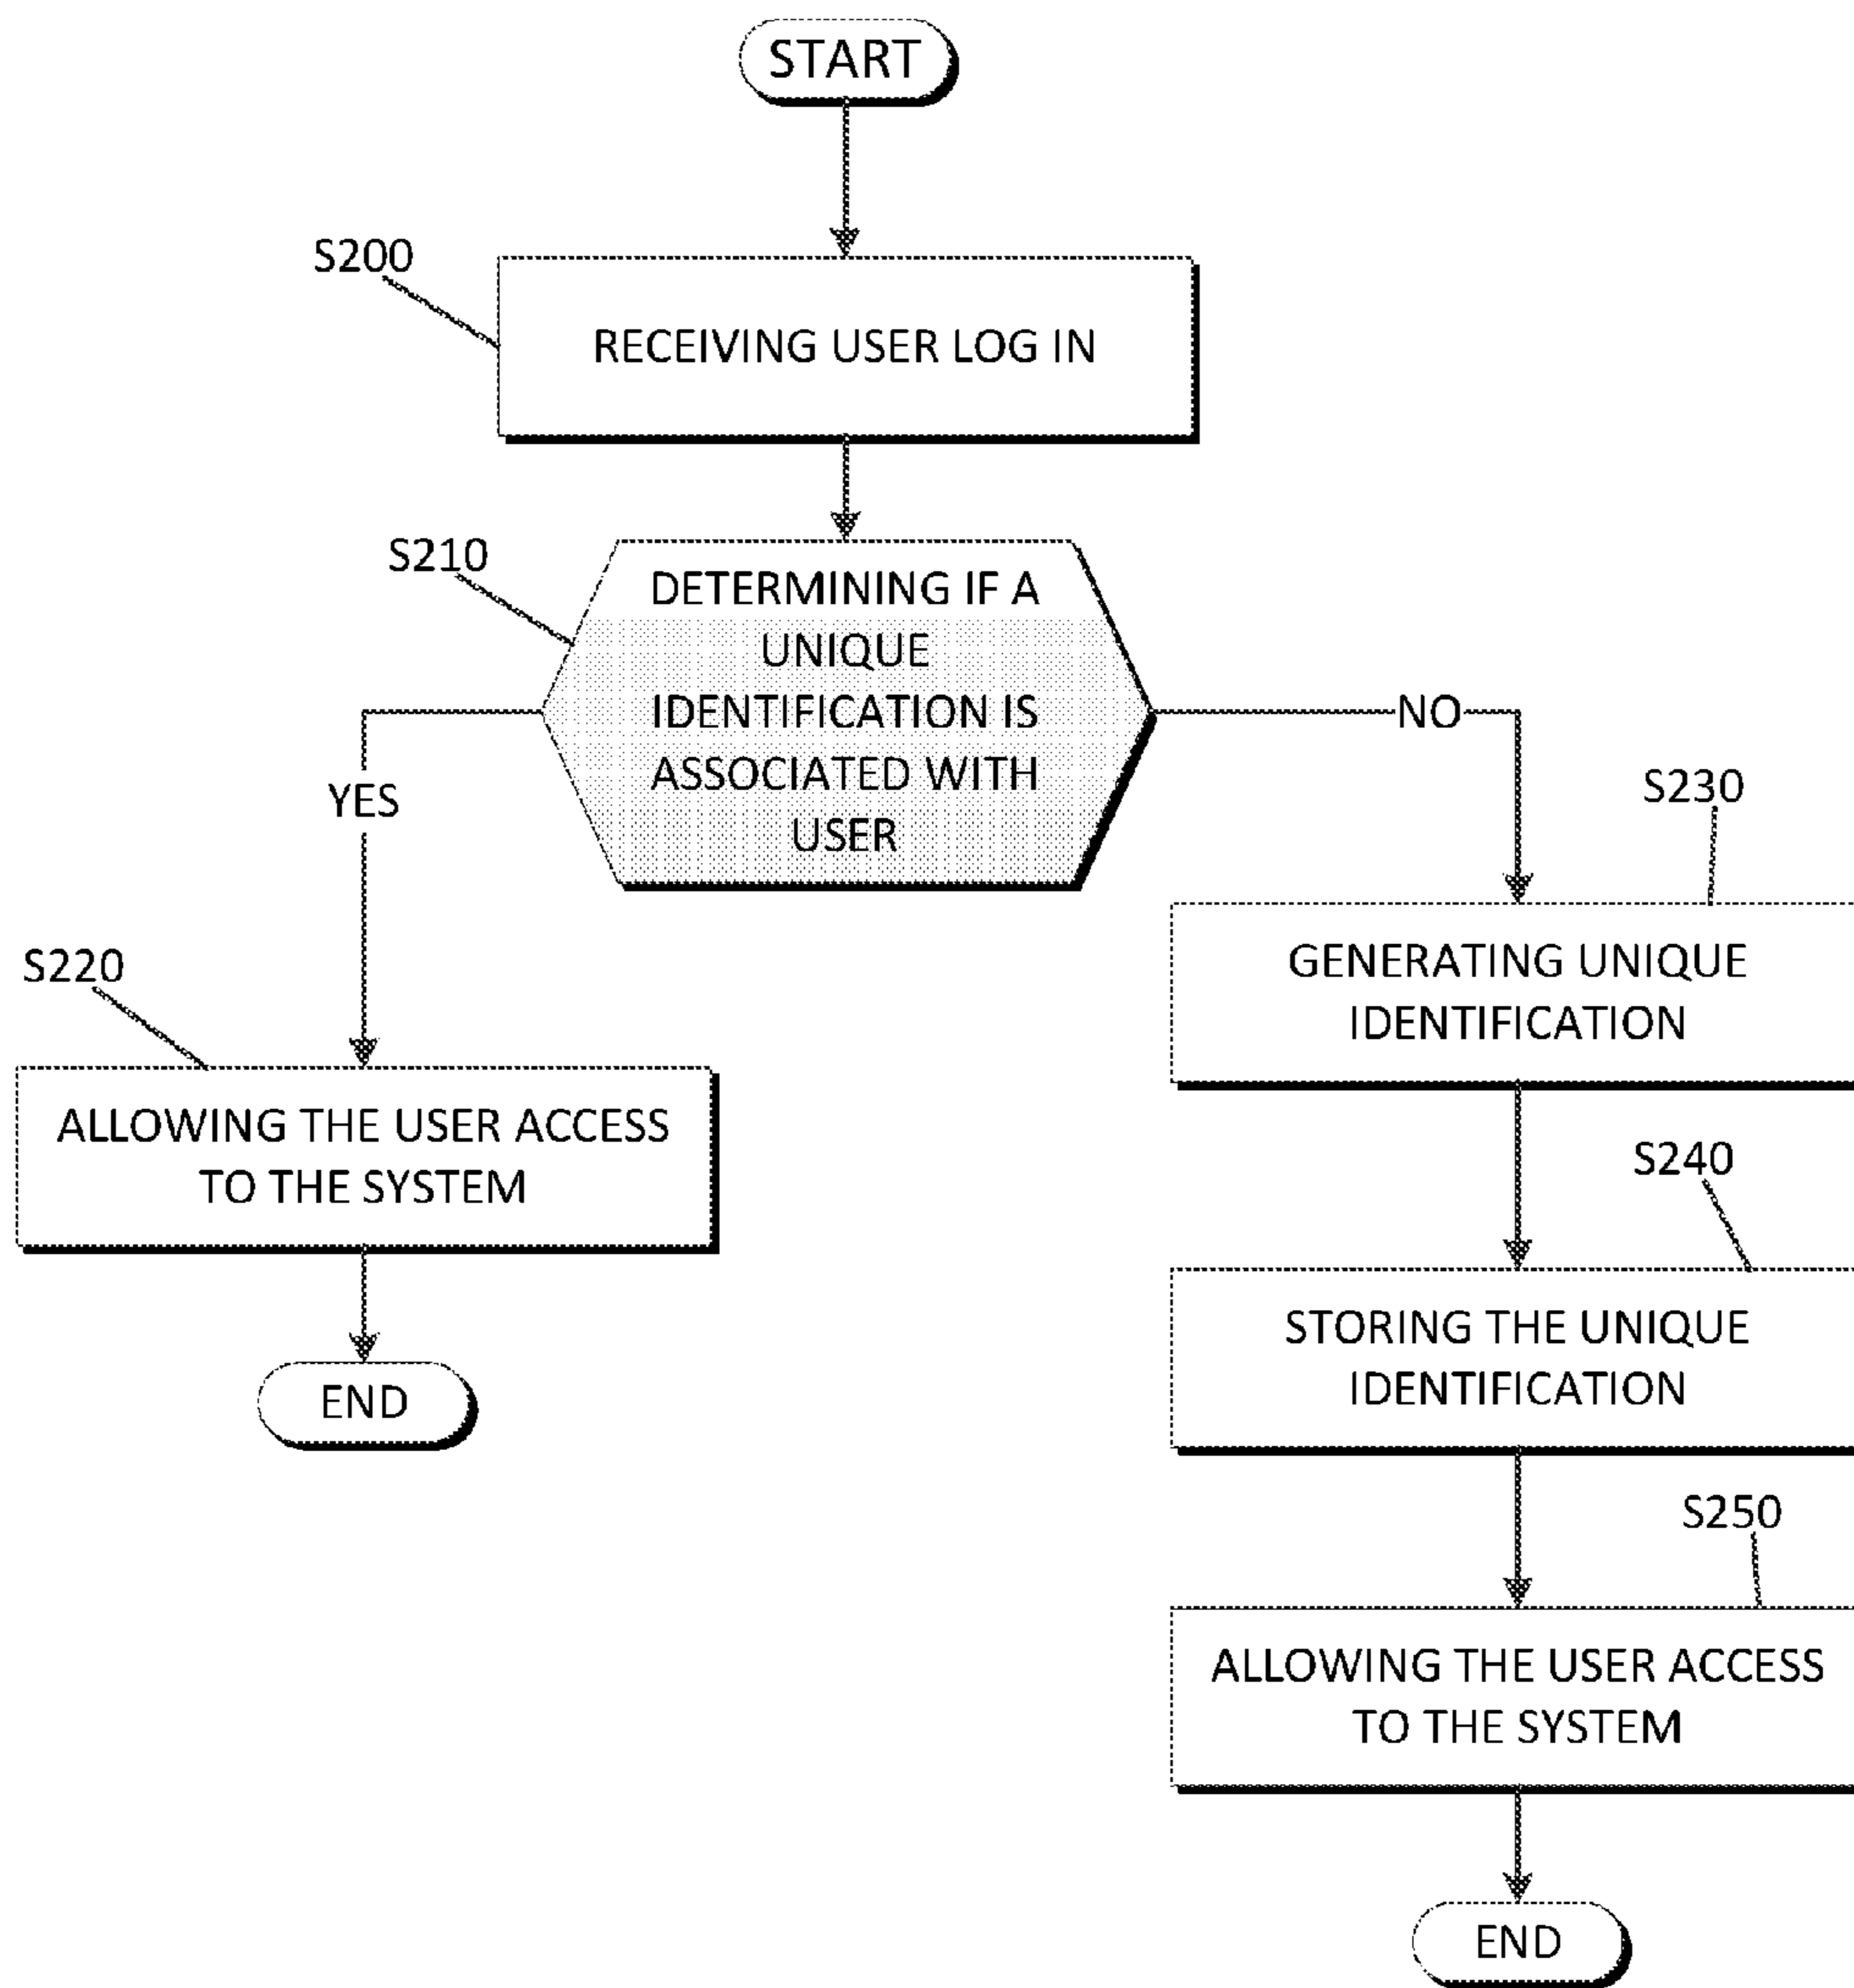 START
S200
RECEIVING USER LOG IN
S210
DETERMINING IF A
UNIQUE
IDENTIFICATION IS
ASSOCIATED WITH
USER
YES
NO
S220
ALLOWING THE USER ACCESS
TO THE SYSTEM
END
S230
GENERATING UNIQUE
IDENTIFICATION
S240
STORING THE UNIQUE
IDENTIFICATION
S250
ALLOWING THE USER ACCESS
TO THE SYSTEM
END